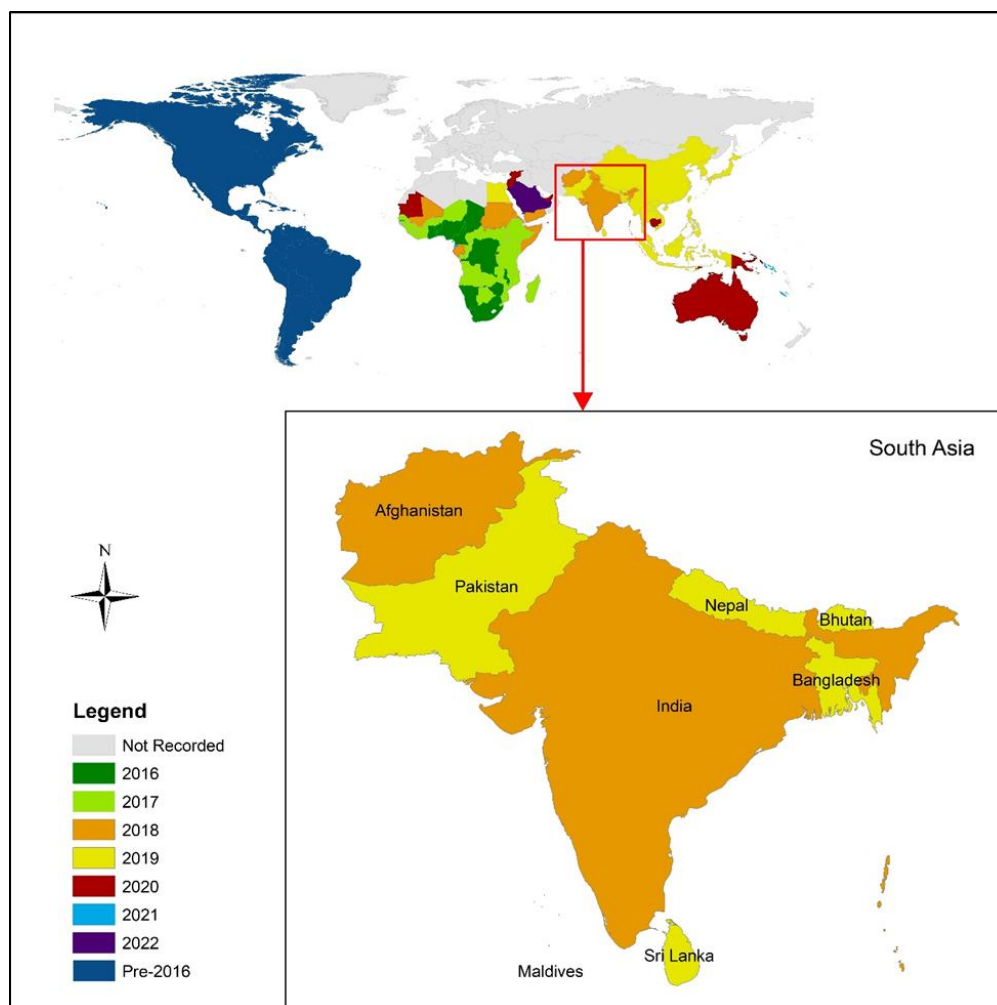 South Asia
Afghanistan
Pakistan
Nepal
Bhutan
Bangladesh
India
Sri Lanka
Maldives
N
Legend
Not Recorded
2016
2017
2018
2019
2020
2021
2022
Pre-2016